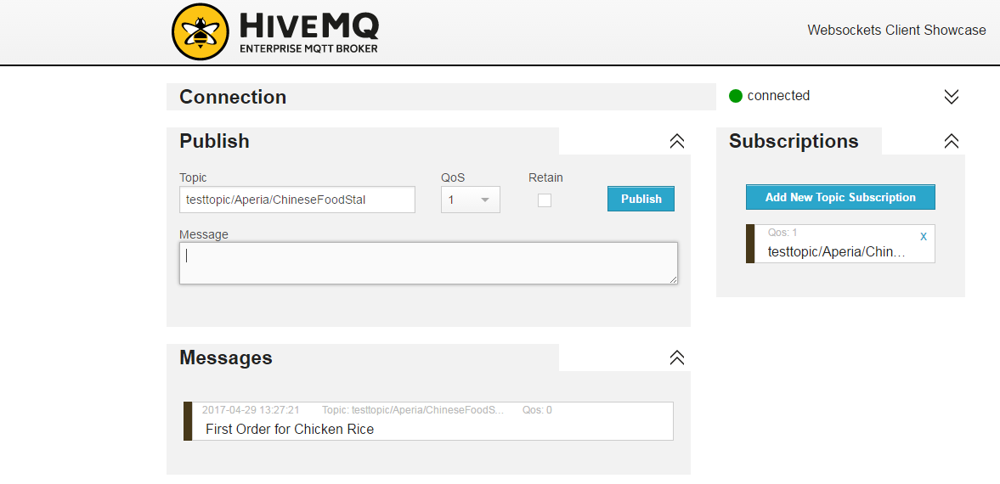 HIVEMQ
ENTERPRISE MQTT BROKER
Websockets Client Showcase
Connection
connected
Publish
Topic
QoS
Retain
testtopic/Aperia/ChineseFoodStal
1
Publish
Message
Subscriptions
Add New Topic Subscription
Qos: 1
x
testtopic/Aperia/Chin...
Messages
2017-04-29 13:27:21 Topic: testtopic/Aperia/ChineseFoodS... Qos: 0
First Order for Chicken Rice